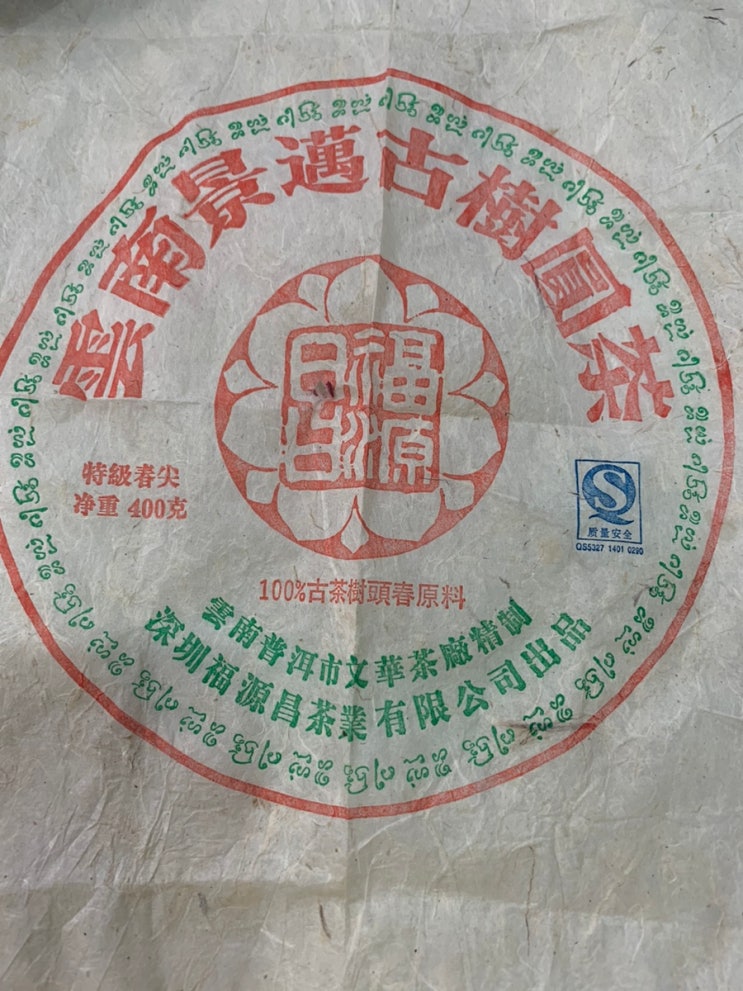 雲南景邁古樹圓茶
福源昌
特級春尖
净重 400克
质量安全
QS5327 1401 0290
100%古茶樹頭春原料
雲南普洱市文華茶廠精制
深圳福源昌茶業有限公司出品